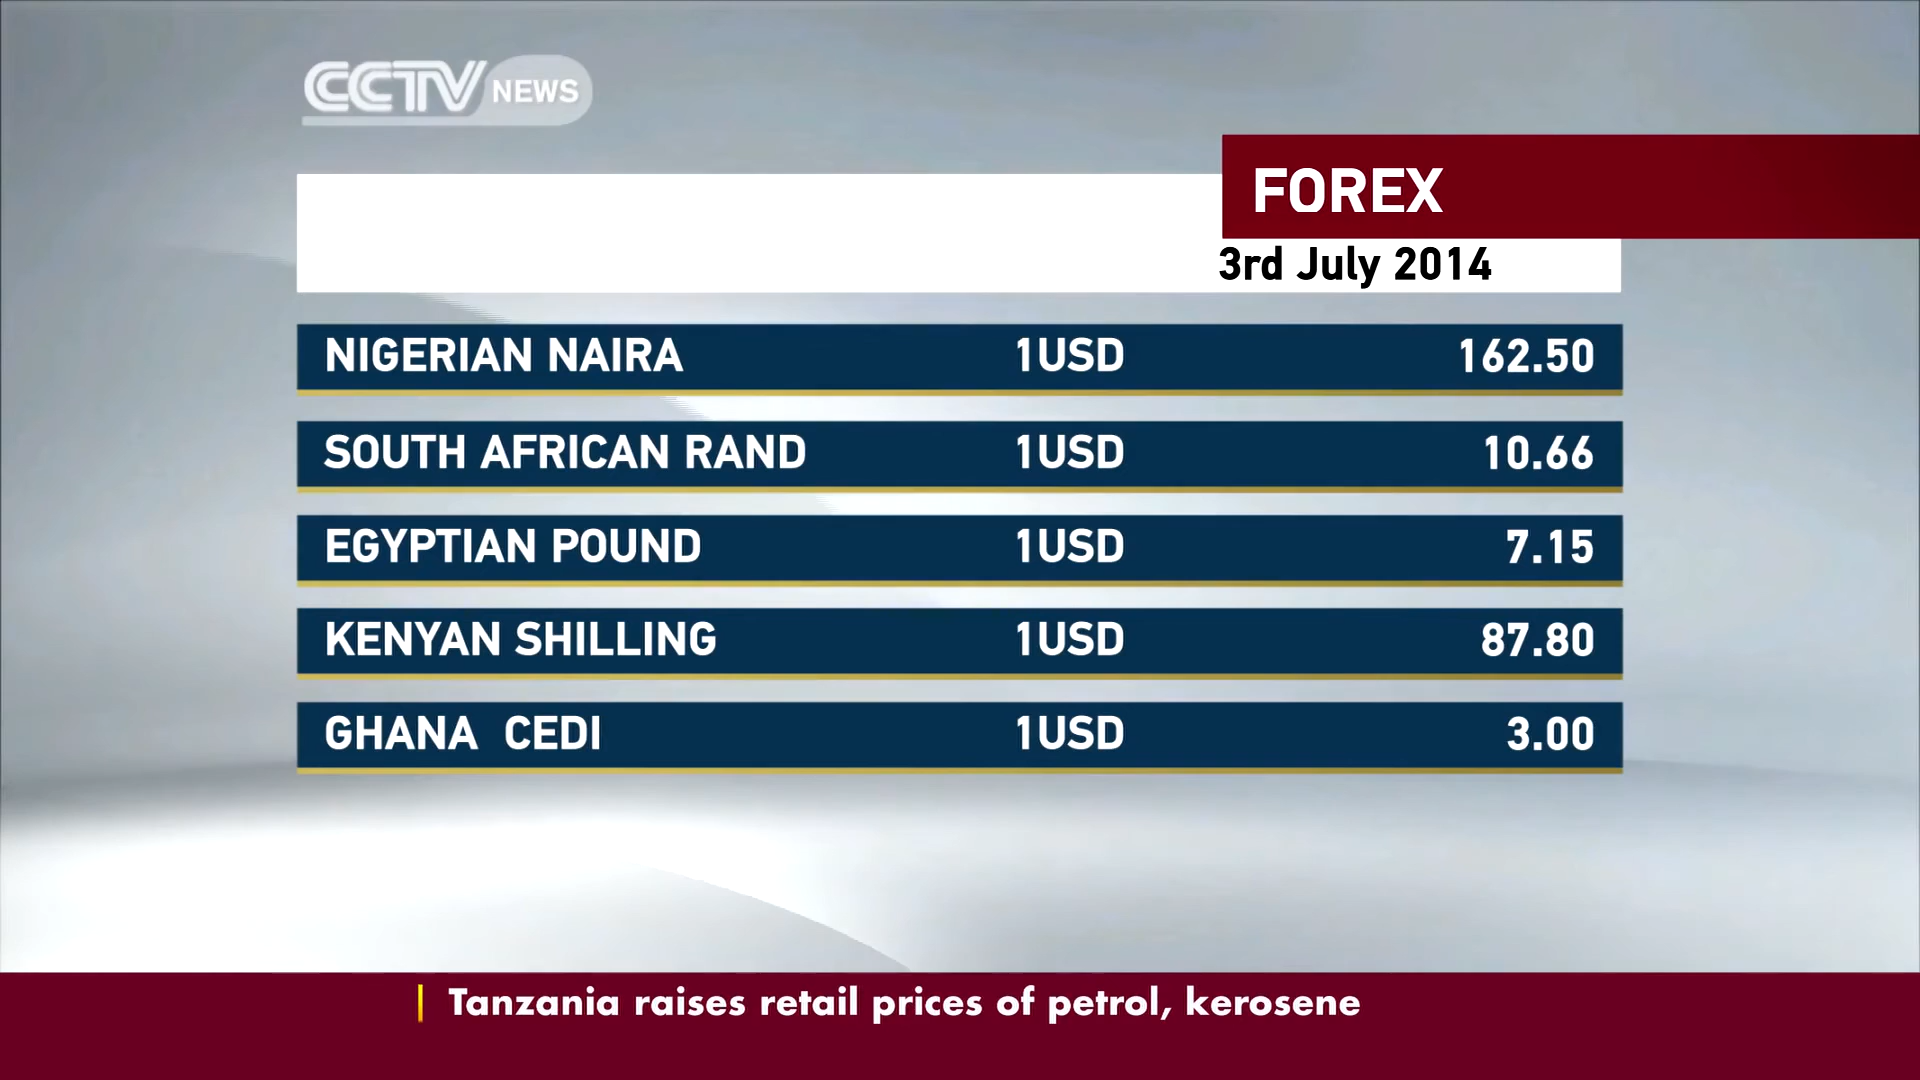 CCTV NEWS
FOREX
3rd July 2014
NIGERIAN NAIRA 1USD 162.50
SOUTH AFRICAN RAND 1USD 10.66
EGYPTIAN POUND 1USD 7.15
KENYAN SHILLING 1USD 87.80
GHANA CEDI 1USD 3.00
| Tanzania raises retail prices of petrol, kerosene